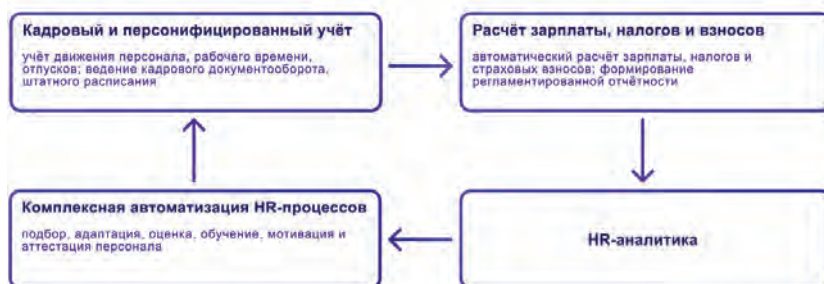 Кадровый и персонифицированный учёт
учёт движения персонала, рабочего времени,
отпусков; ведение кадрового документооборота,
штатного расписания
Расчёт зарплаты, налогов и взносов
автоматический расчёт зарплаты, налогов и
страховых взносов; формирование
регламентированной отчётности
Комплексная автоматизация HR-процессов
подбор, адаптация, оценка, обучение, мотивация и
аттестация персонала
HR-аналитика